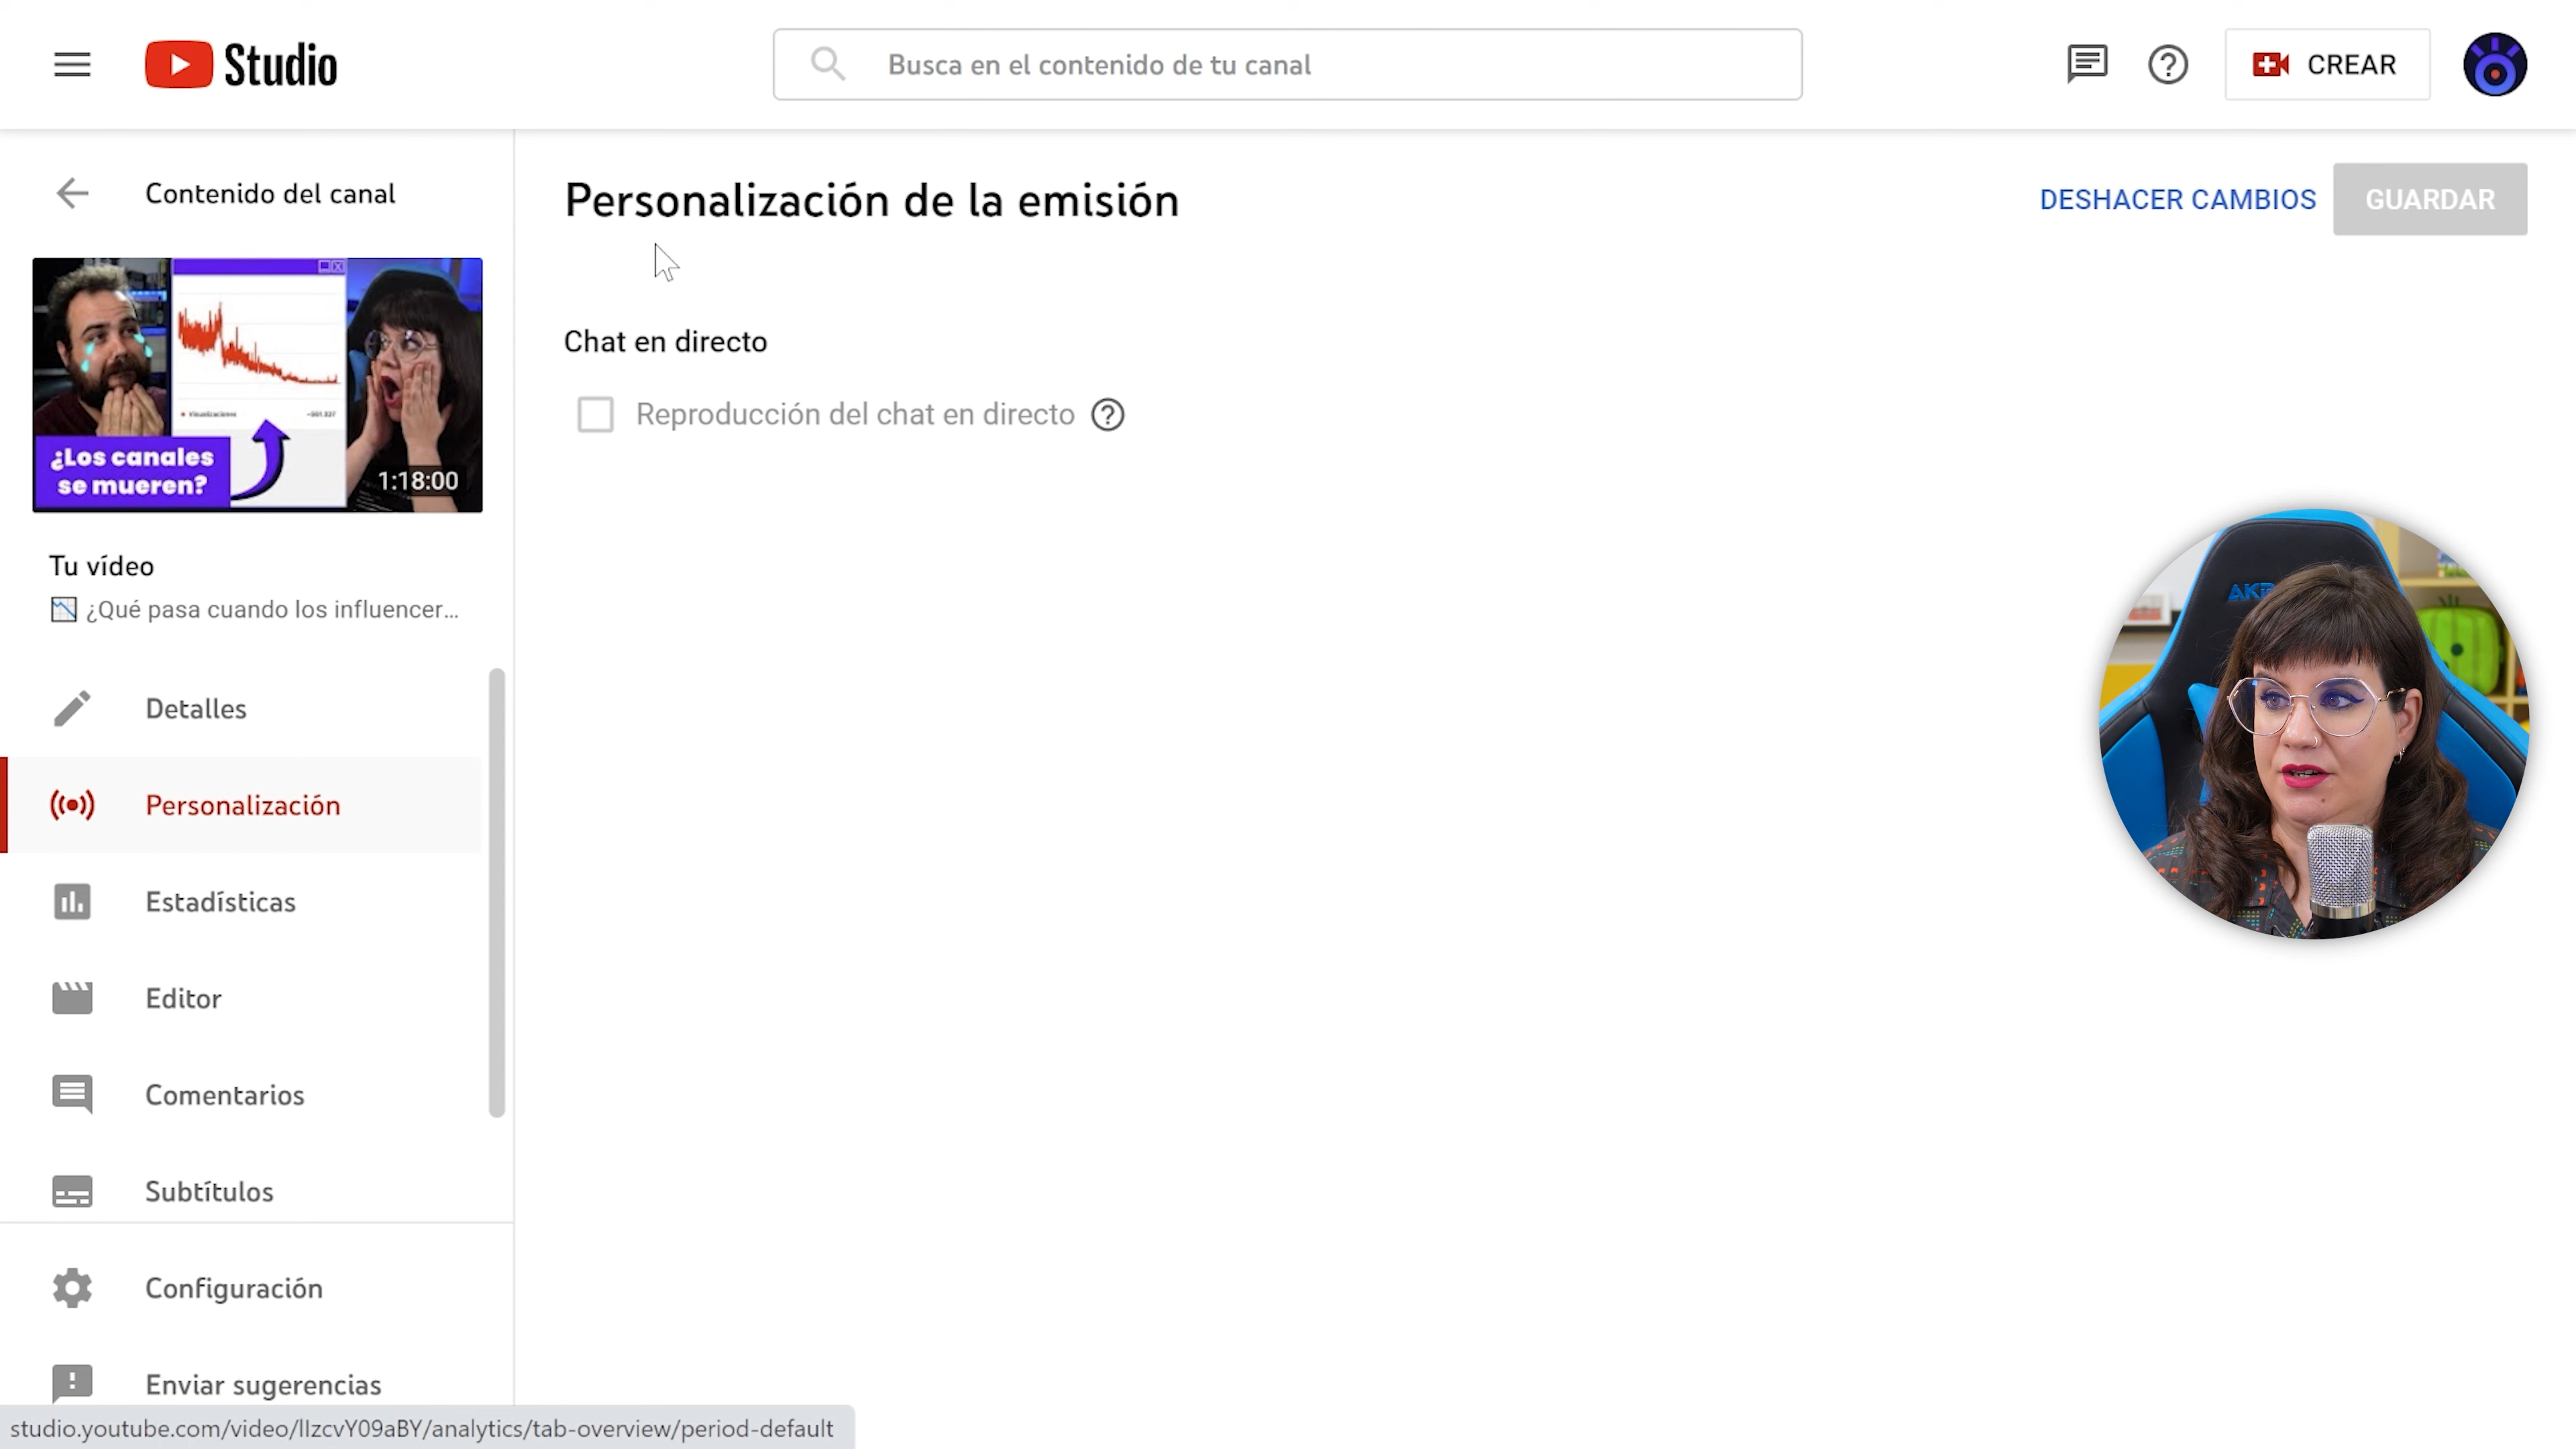 Studio
Busca en el contenido de tu canal
CREAR
Contenido del canal
Personalización de la emisión
DESHACER CAMBIOS
GUARDAR
Chat en directo
Reproducción del chat en directo
Visualizaciones
¿Los canales
se mueren?
1:18:00
Tu vídeo
¿Qué pasa cuando los influencer...
Detalles
Personalización
Estadísticas
Editor
Comentarios
Subtítulos
Configuración
Enviar sugerencias
studio.youtube.com/video/lIzcvY09aBY/analytics/tab-overview/period-default